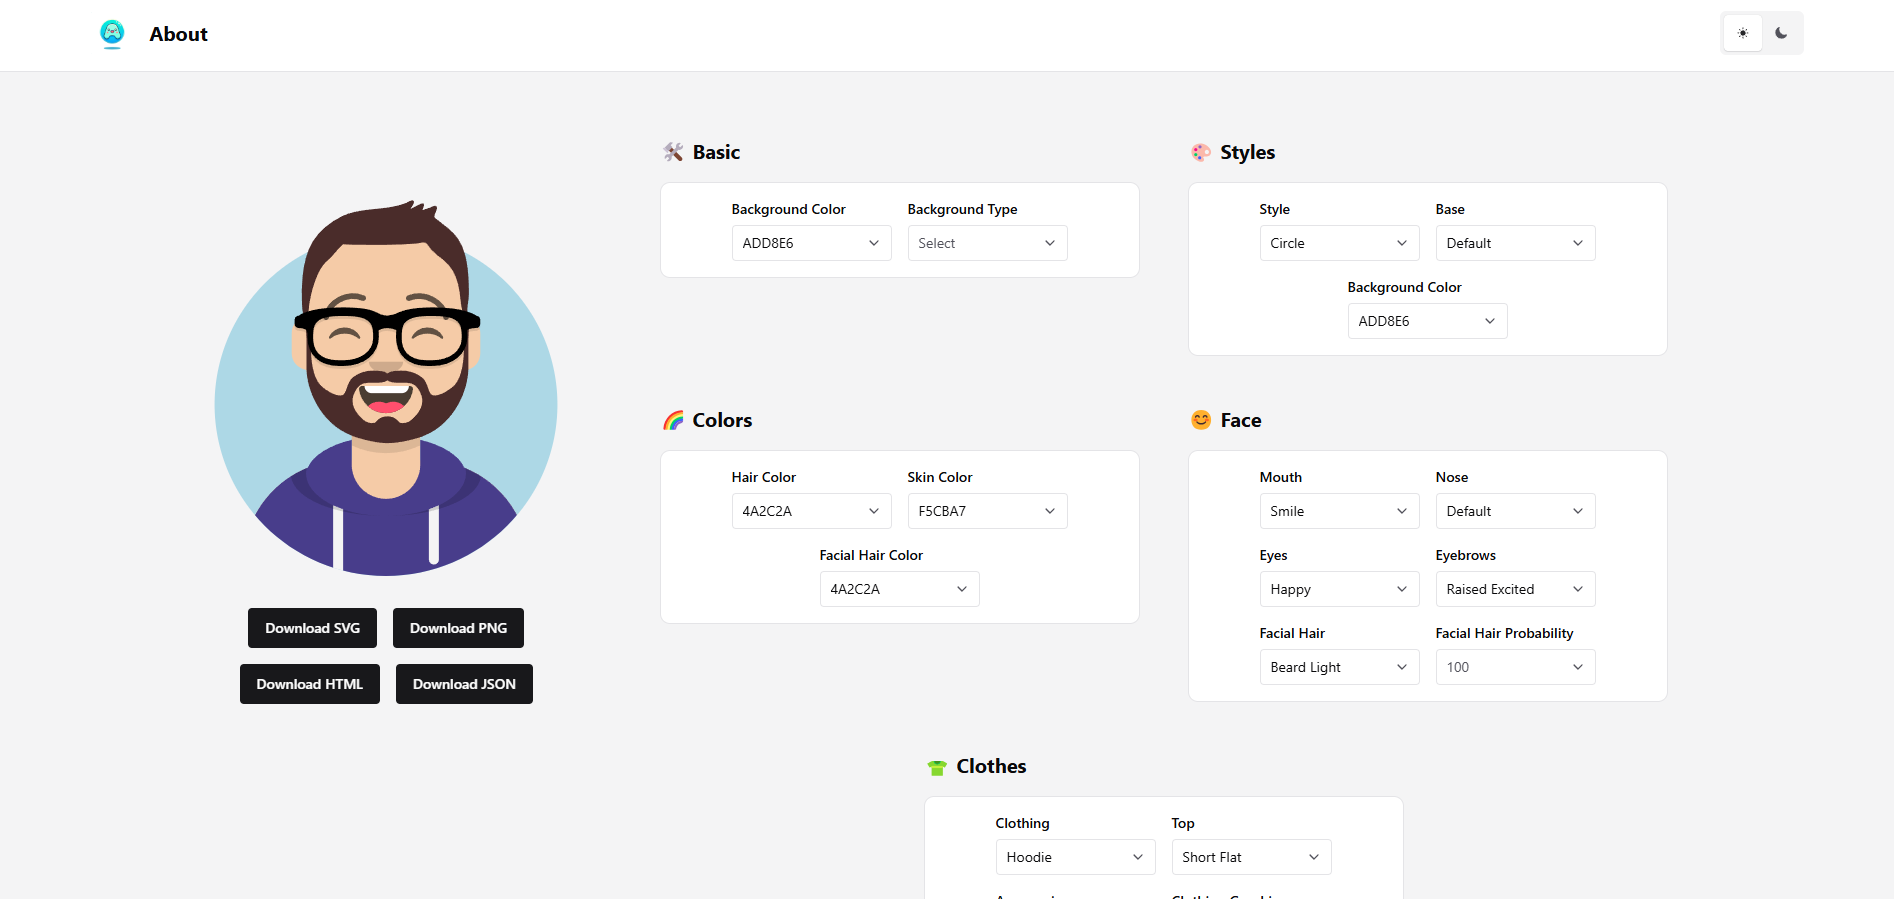 About
Basic
Background Color
Background Type
ADD8E6
Select
Styles
Style
Base
Circle
Default
Background Color
ADD8E6
Colors
Hair Color
Skin Color
4A2C2A
F5CBA7
Facial Hair Color
4A2C2A
Face
Mouth
Nose
Smile
Default
Eyes
Eyebrows
Happy
Raised Excited
Facial Hair
Facial Hair Probability
Beard Light
100
Download SVG
Download PNG
Download HTML
Download JSON
Clothes
Clothing
Top
Hoodie
Short Flat